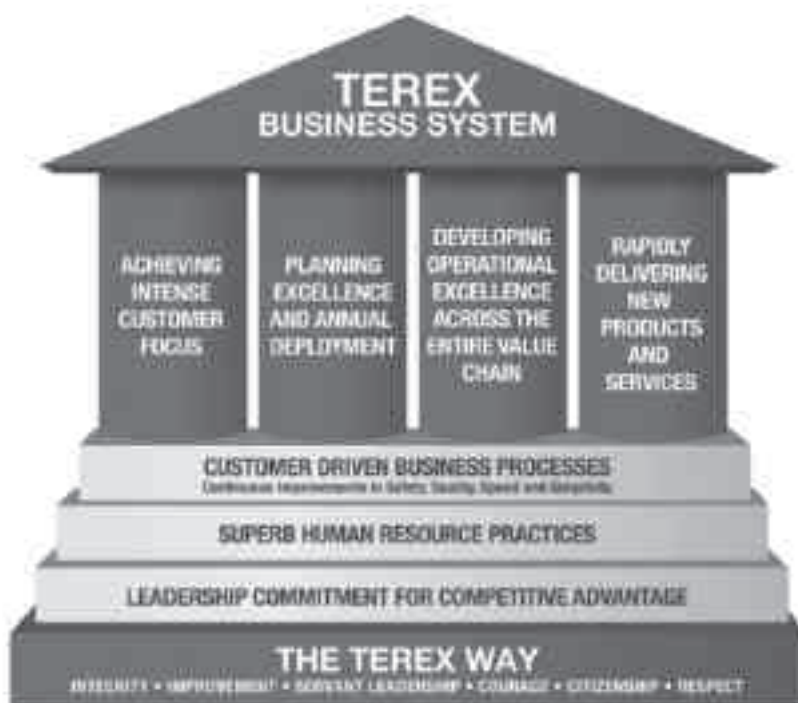 TEREX
BUSINESS SYSTEM
ACHIEVING
INTENSE
CUSTOMER
FOCUS
PLANNING
EXCELLENCE
AND ANNUAL
DEPLOYMENT
DEVELOPING
OPERATIONAL
EXCELLENCE
ACROSS THE
ENTIRE VALUE
CHAIN
RAPIDLY
DELIVERING
NEW
PRODUCTS
AND
SERVICES
CUSTOMER DRIVEN BUSINESS PROCESSES
Continuous Improvements in Safety, Quality, Speed and Simplicity
SUPERB HUMAN RESOURCE PRACTICES
LEADERSHIP COMMITMENT FOR COMPETITIVE ADVANTAGE
THE TEREX WAY
INTEGRITY • IMPROVEMENT • SERVANT LEADERSHIP • COURAGE • CITIZENSHIP • RESPECT